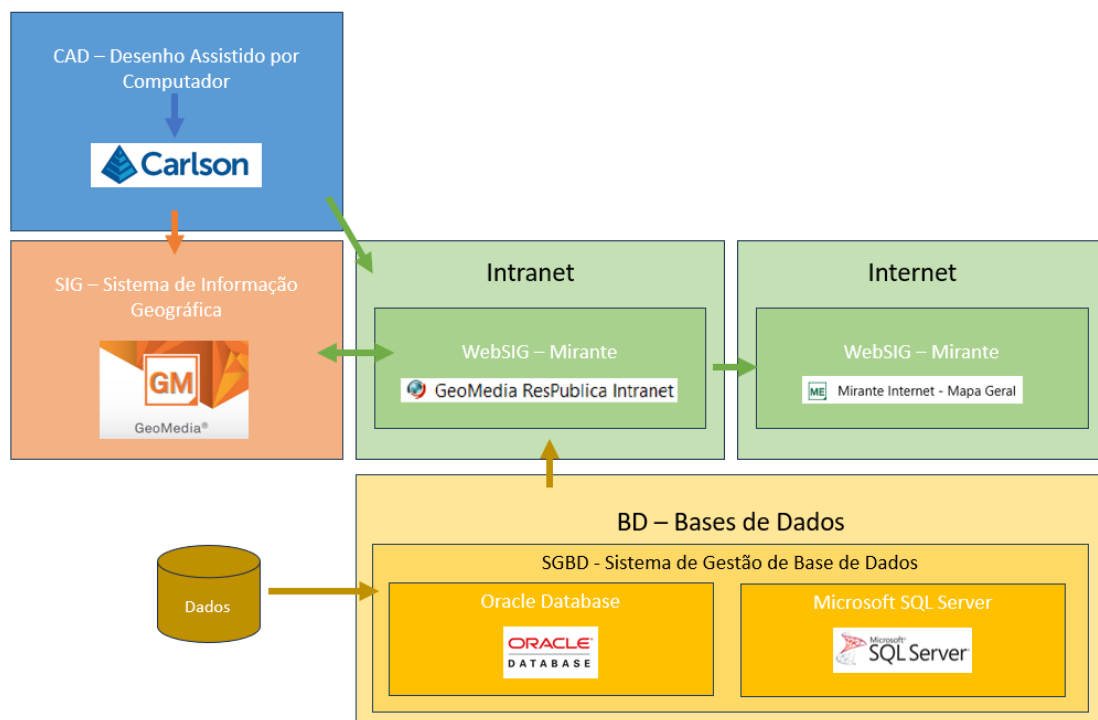 CAD – Desenho Assistido por
Computador
Carlson
SIG – Sistema de Informação
Geográfica
GM
GeoMedia®
Intranet
WebSIG – Mirante
GeoMedia ResPublica Intranet
Internet
WebSIG – Mirante
ME
Mirante Internet - Mapa Geral
BD – Bases de Dados
SGBD - Sistema de Gestão de Base de Dados
Dados
Oracle Database
ORACLE
DATABASE
Microsoft SQL Server
Microsoft
SQL Server